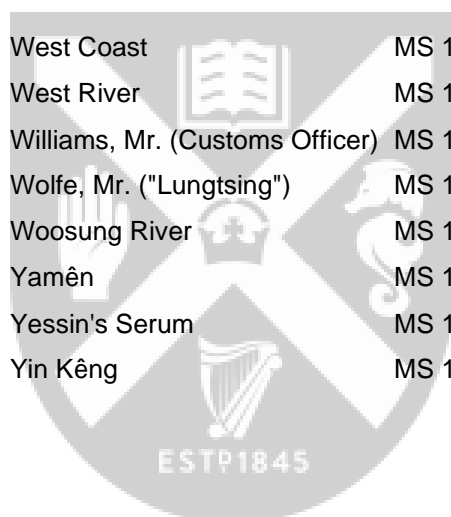 West Coast MS 1
West River MS 1
Williams, Mr. (Customs Officer) MS 1
Wolfe, Mr. ("Lungtsing") MS 1
Woosung River MS 1
Yamên MS 1
Yessin's Serum MS 1
Yin Kêng MS 1
ESTD 1845